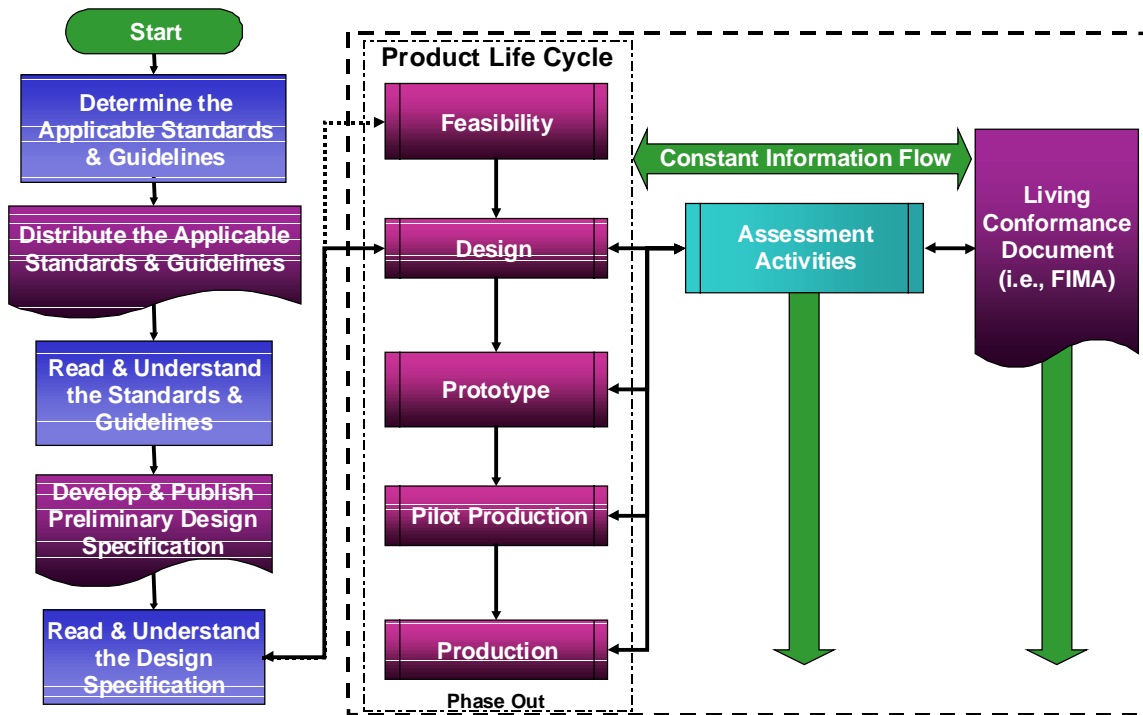 Start
Determine the
Applicable Standards
& Guidelines
Distribute the Applicable
Standards & Guidelines
Read & Understand
the Standards &
Guidelines
Develop & Publish
Preliminary Design
Specification
Read & Understand
the Design
Specification
Product Life Cycle
Feasibility
Design
Prototype
Pilot Production
Production
Phase Out
Constant Information Flow
Assessment
Activities
Living
Conformance
Document
(i.e., FIMA)